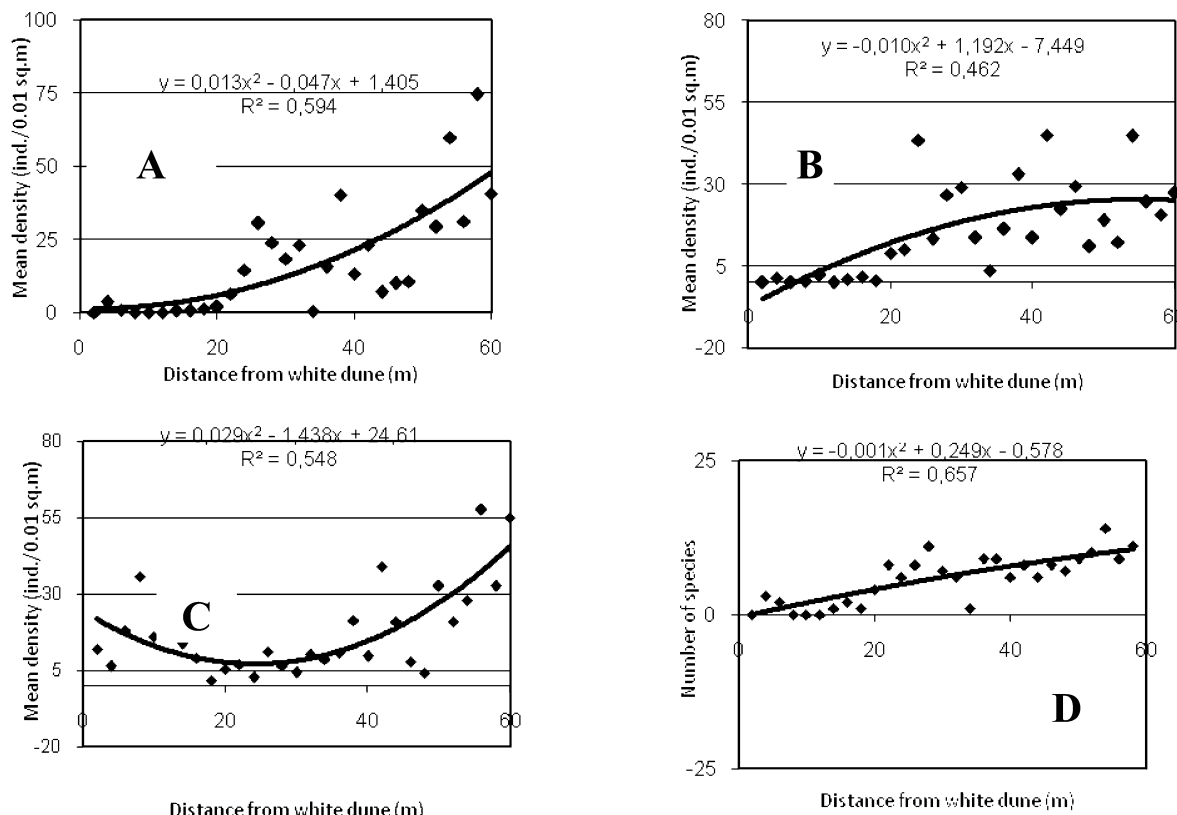 100
75
50
25
0
0
20
40
60
Mean density (ind./0.01 sq.m)
y = 0,013x² - 0,047x + 1,405
R² = 0,594
A
Distance from white dune (m)
80
55
30
5
-20
0
20
40
60
Mean density (ind./0.01 sq.m)
y = -0,010x² + 1,192x - 7,449
R² = 0,462
B
Distance from white dune (m)
80
55
30
5
-20
0
20
40
60
Mean density (ind./0.01 sq.m)
y = 0,029x² - 1,438x + 24,61
R² = 0,548
C
Distance from white dune (m)
25
0
-25
0
20
40
60
Number of species
y = -0,001x² + 0,249x - 0,578
R² = 0,657
D
Distance from white dune (m)